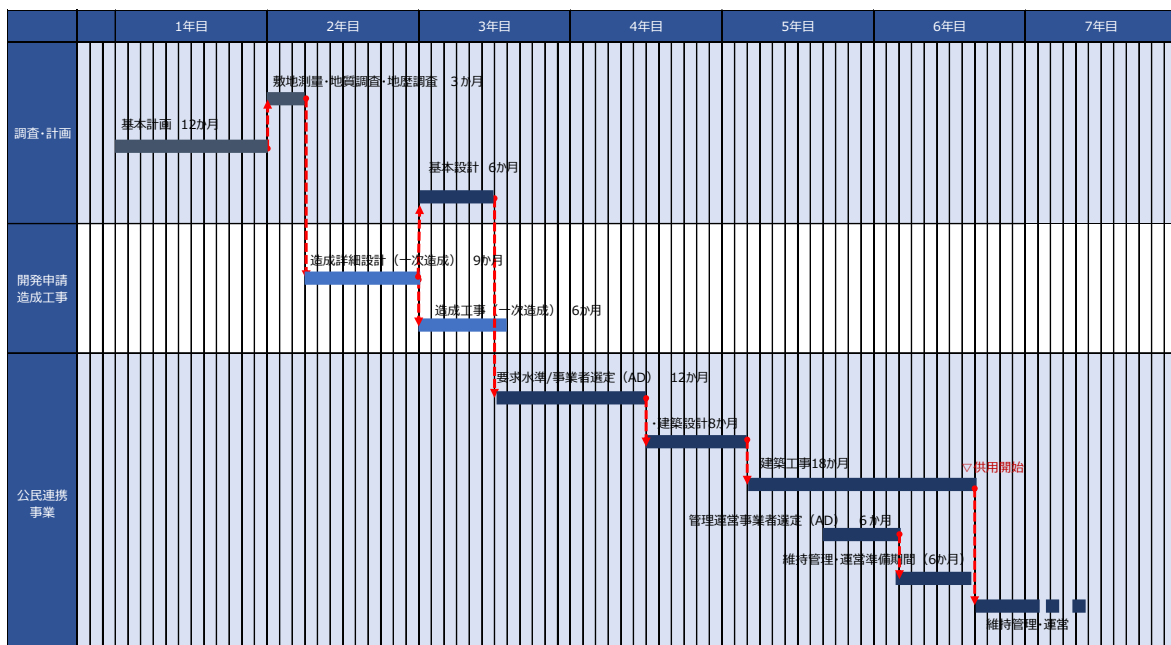 1年目
2年目
3年目
4年目
5年目
6年目
7年目
調査・計画
敷地測量・地質調査・地歴調査　3か月
基本計画　12か月
基本設計　6か月
開発申請
造成工事
造成詳細設計（一次造成）　9か月
造成工事（一次造成）　6か月
公民連携
事業
要求水準/事業者選定（AD）　12か月
・建築設計8か月
建築工事18か月
▽供用開始
管理運営事業者選定（AD）　6か月
維持管理・運営準備期間（6か月）
維持管理・運営